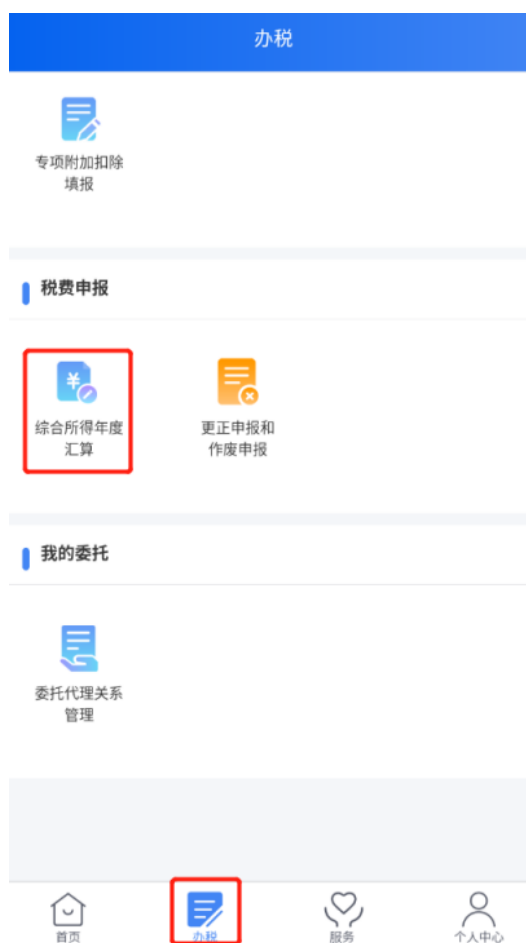 办税
专项附加扣除
填报
税费申报
综合所得年度
汇算
更正申报和
作废申报
我的委托
委托代理关系
管理
首页
办税
服务
个人中心